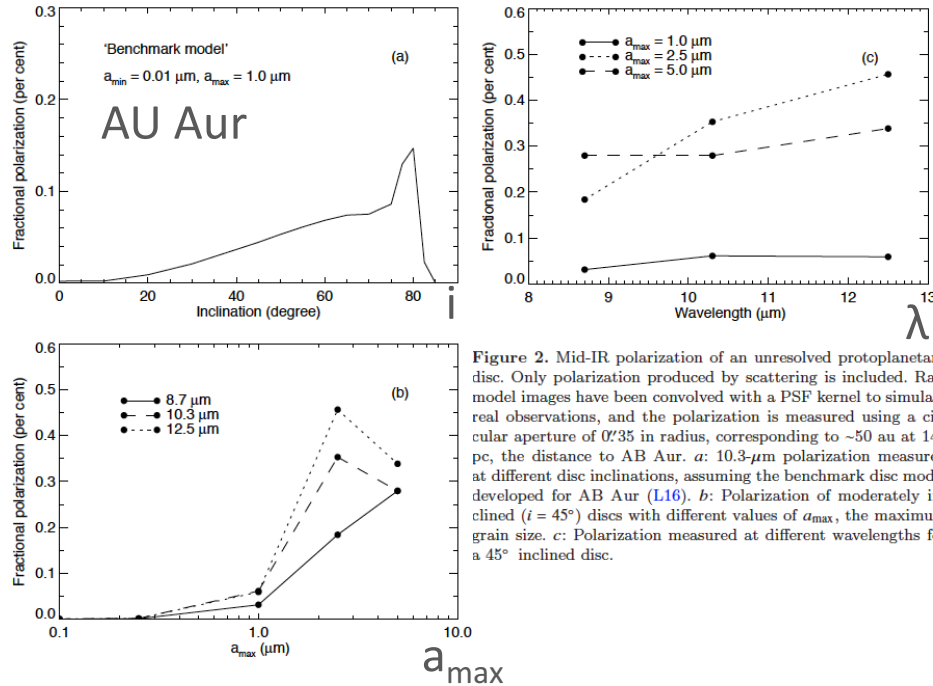 0.3
0.2
0.1
0.0
Fractional polarization (per cent)
'Benchmark model'
a_min = 0.01 μm, a_max = 1.0 μm
(a)
AU Aur
0 20 40 60 80
Inclination (degree)
i
0.6
0.5
0.4
0.3
0.2
0.1
0.0
Fractional polarization (per cent)
a_max = 1.0 μm
a_max = 2.5 μm
a_max = 5.0 μm
(c)
8 9 10 11 12 13
Wavelength (μm)
λ
0.6
0.5
0.4
0.3
0.2
0.1
0.0
Fractional polarization (per cent)
8.7 μm
10.3 μm
12.5 μm
(b)
0.1 1.0 10.0
a_max (μm)
a_max
Figure 2. Mid-IR polarization of an unresolved protoplanetar
disc. Only polarization produced by scattering is included. Ra
model images have been convolved with a PSF kernel to simula
real observations, and the polarization is measured using a ci
cular aperture of 0″.35 in radius, corresponding to ~50 au at 14
pc, the distance to AB Aur. a: 10.3-μm polarization measure
at different disc inclinations, assuming the benchmark disc mod
developed for AB Aur (L16). b: Polarization of moderately i
clined (i = 45°) discs with different values of a_max, the maximu
grain size. c: Polarization measured at different wavelengths f
a 45° inclined disc.